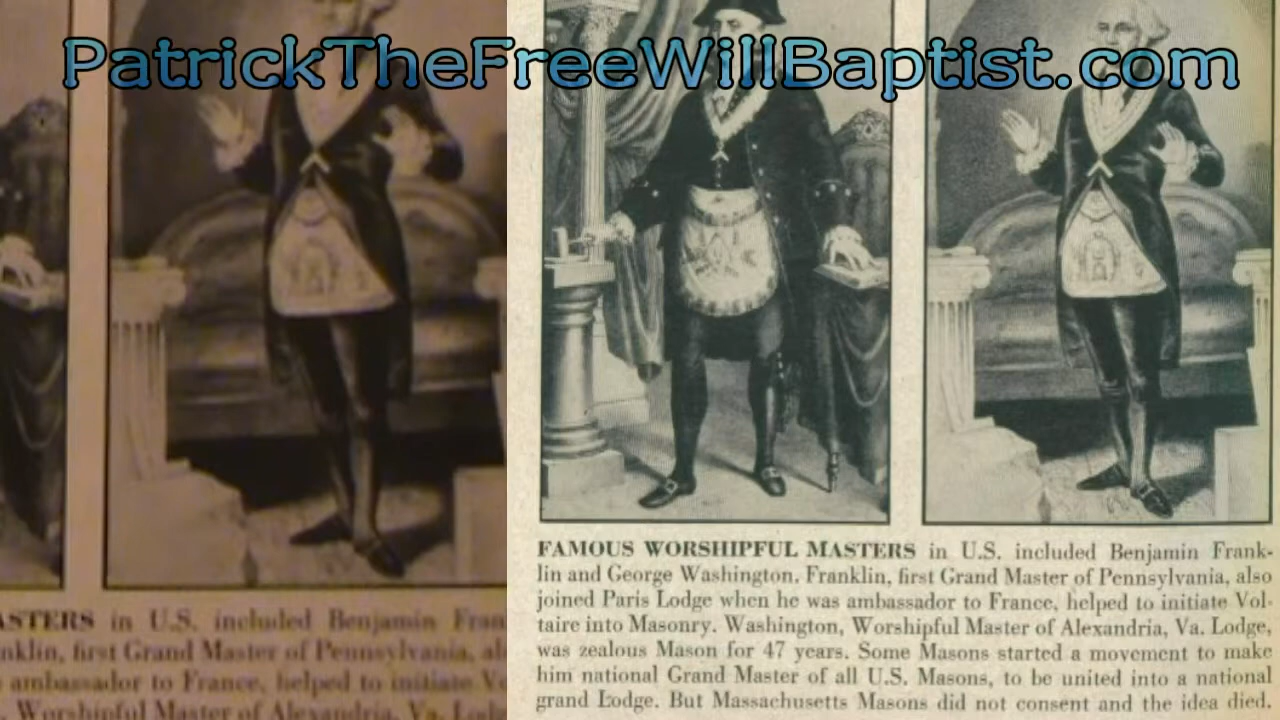 PatrickTheFreeWillBaptist.com
ASTERS in U.S. included Benjamin Fran
nklin, first Grand Master of Pennsylvania, al
ambassador to France, helped to initiate Vo
Worshipful Master of Alexandria, Va. Lodg
FAMOUS WORSHIPFUL MASTERS in U.S. included Benjamin Frank-
lin and George Washington. Franklin, first Grand Master of Pennsylvania, also
joined Paris Lodge when he was ambassador to France, helped to initiate Vol-
taire into Masonry. Washington, Worshipful Master of Alexandria, Va. Lodge,
was zealous Mason for 47 years. Some Masons started a movement to make
him national Grand Master of all U.S. Masons, to be united into a national
grand Lodge. But Massachusetts Masons did not consent and the idea died.